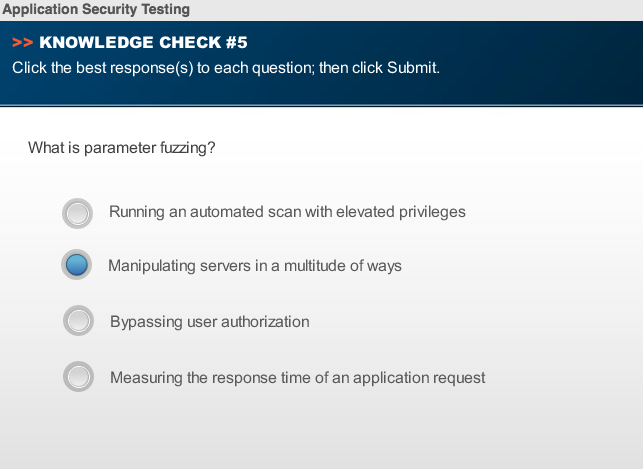 Application Security Testing
>> KNOWLEDGE CHECK #5
Click the best response(s) to each question; then click Submit.
What is parameter fuzzing?
Running an automated scan with elevated privileges
Manipulating servers in a multitude of ways
Bypassing user authorization
Measuring the response time of an application request